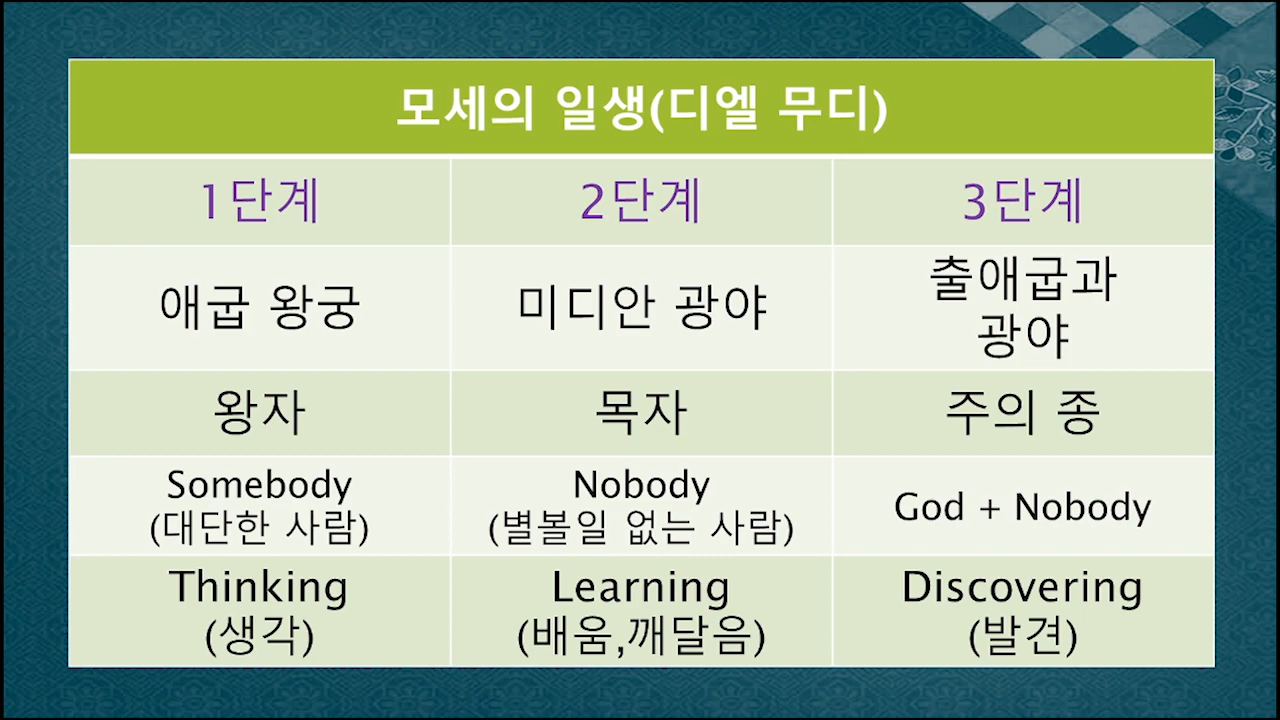 모세의 일생(디엘 무디)
1단계
2단계
3단계
애굽 왕궁
미디안 광야
출애굽과
광야
왕자
목자
주의 종
Somebody
(대단한 사람)
Nobody
(별볼일 없는 사람)
God + Nobody
Thinking
(생각)
Learning
(배움,깨달음)
Discovering
(발견)